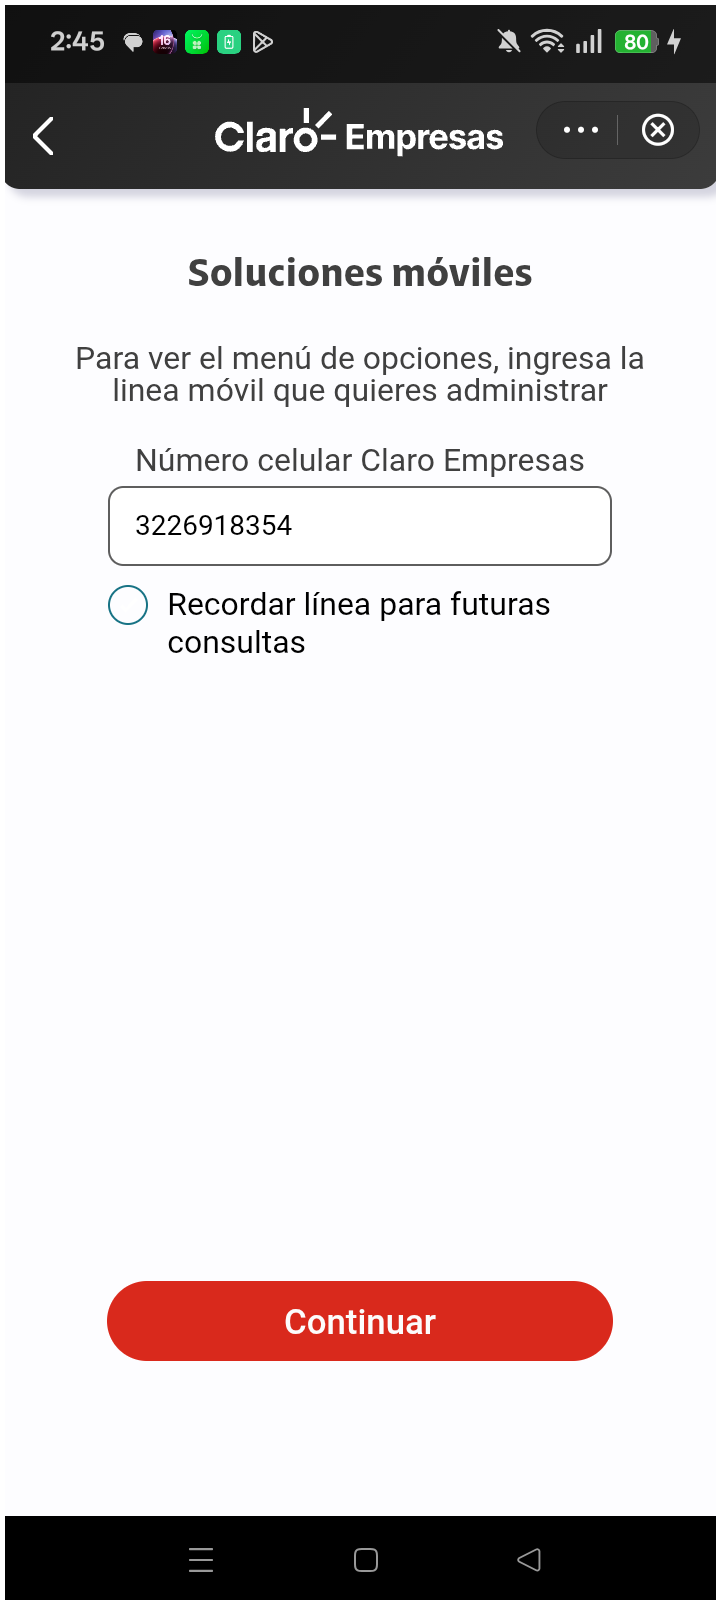 2:45
16
80
Claro- Empresas
Soluciones móviles
Para ver el menú de opciones, ingresa la
linea móvil que quieres administrar
Número celular Claro Empresas
3226918354
Recordar línea para futuras
consultas
Continuar